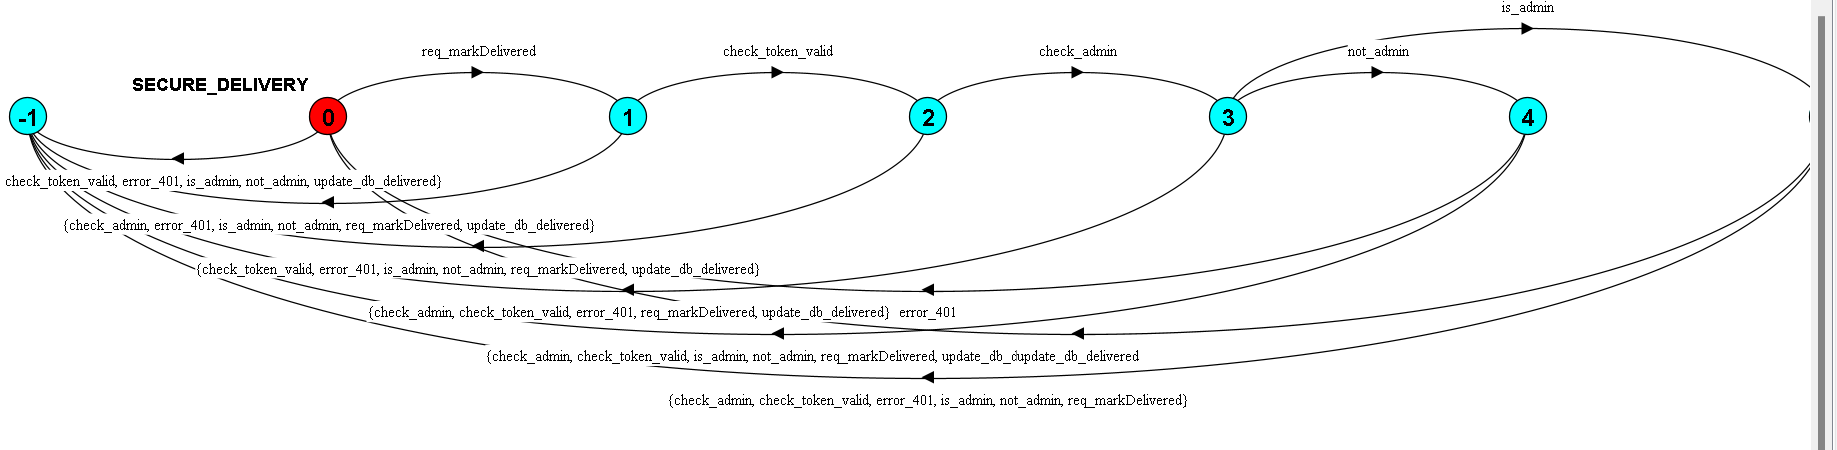 is_admin
req_markDelivered
check_token_valid
check_admin
not_admin
SECURE_DELIVERY
-1
0
1
2
3
4
check_token_valid, error_401, is_admin, not_admin, update_db_delivered}
{check_admin, error_401, is_admin, not_admin, req_markDelivered, update_db_delivered}
{check_token_valid, error_401, is_admin, not_admin, req_markDelivered, update_db_delivered}
{check_admin, check_token_valid, error_401, req_markDelivered, update_db_delivered}
error_401
{check_admin, check_token_valid, is_admin, not_admin, req_markDelivered, update_db_
update_db_delivered
{check_admin, check_token_valid, error_401, is_admin, not_admin, req_markDelivered}